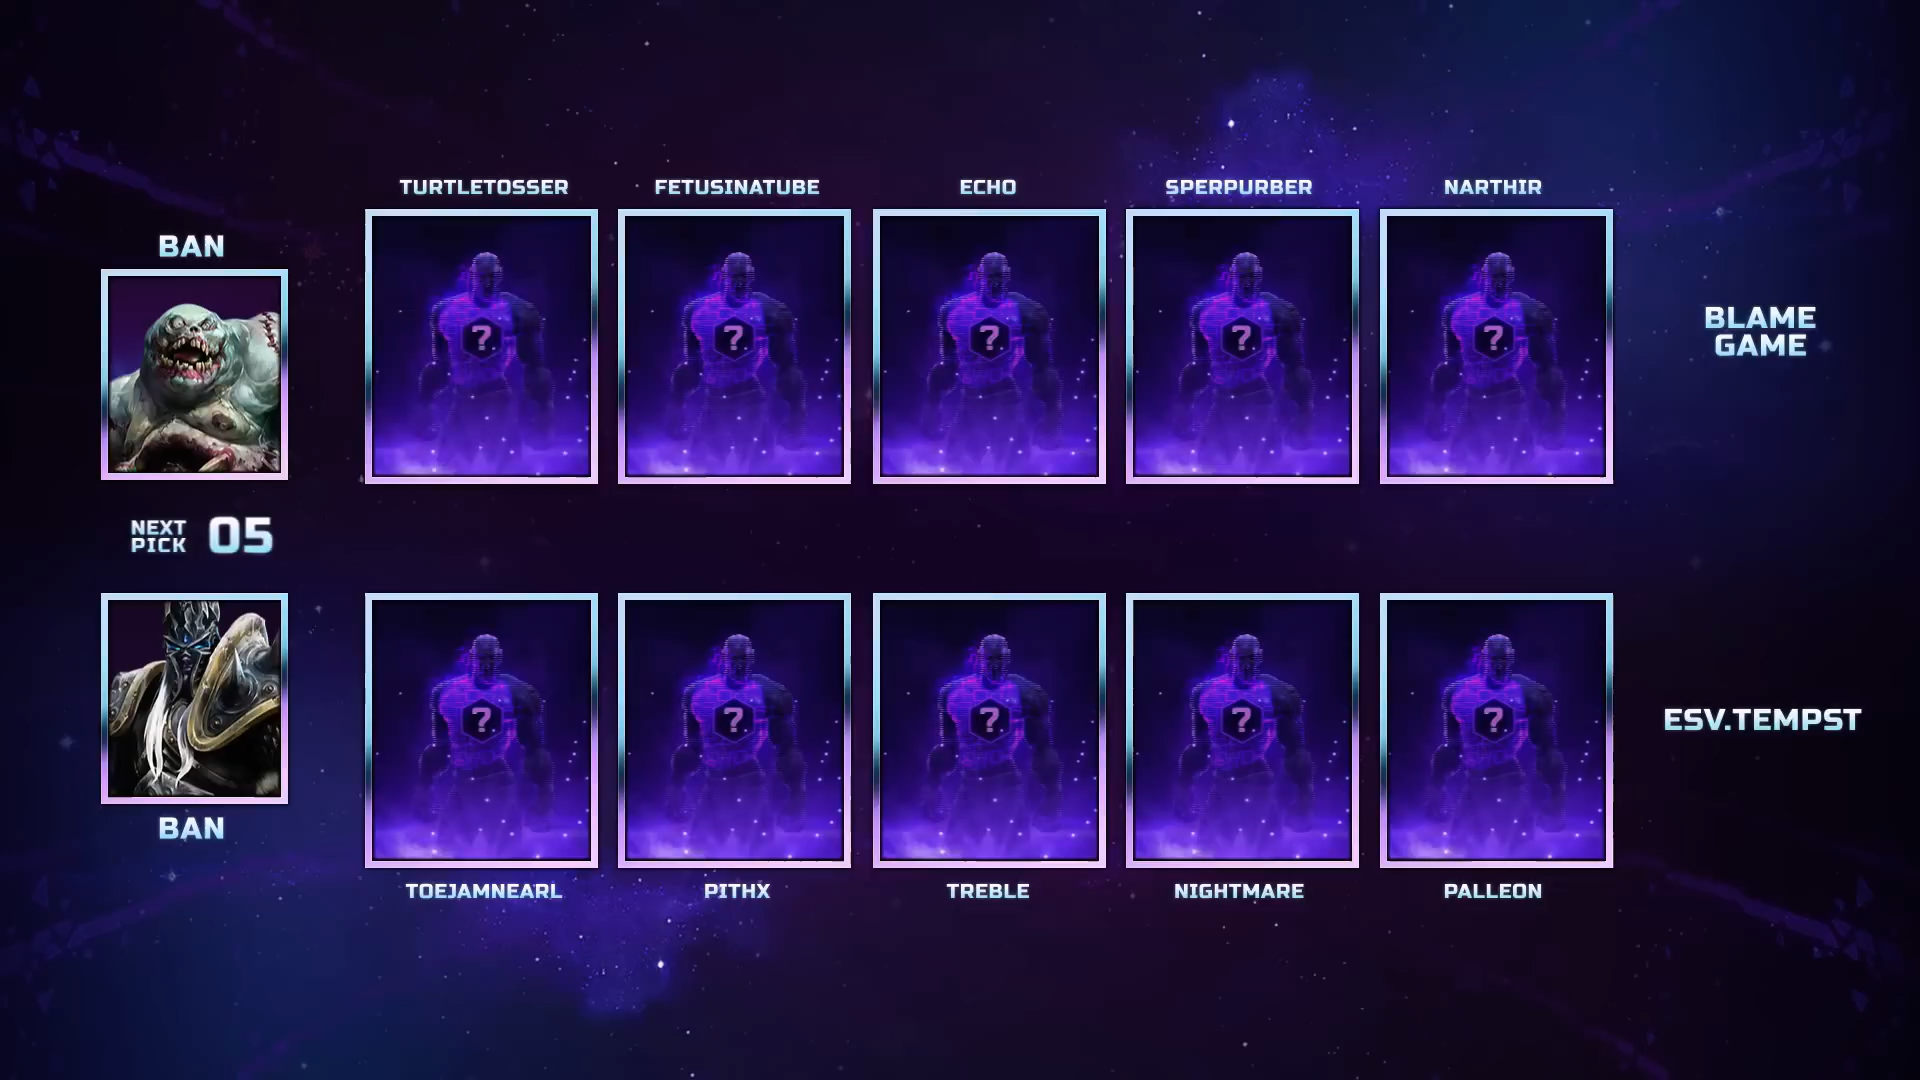 TURTLETOSSER
FETUSINATUBE
ECHO
SPERPURBER
NARTHIR
BAN
?
?
?
?
?
BLAME
GAME
NEXT
PICK
05
?
?
?
?
?
ESV.TEMPST
BAN
TOEJAMNEARL
PITHX
TREBLE
NIGHTMARE
PALLEON